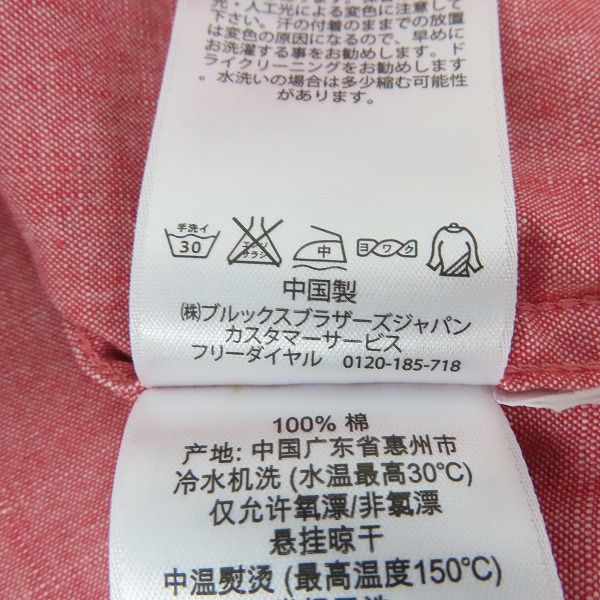 光・人工光による変色に注意して
下さい。汗の付着のままでの放置
は変色の原因になるので、早めに
お洗濯する事をお勧めします。ド
ライクリーニングをお勧めします
。水洗いの場合は多少縮む可能性
があります。
手洗イ
30
エンソ
サラシ
中
ヨワク
中国製
㈱ブルックスブラザーズジャパン
カスタマーサービス
フリーダイヤル 0120-185-718
100% 棉
产地: 中国广东省惠州市
冷水机洗 (水温最高30℃)
仅允许氧漂/非氯漂
悬挂晾干
中温熨烫 (最高温度150℃)